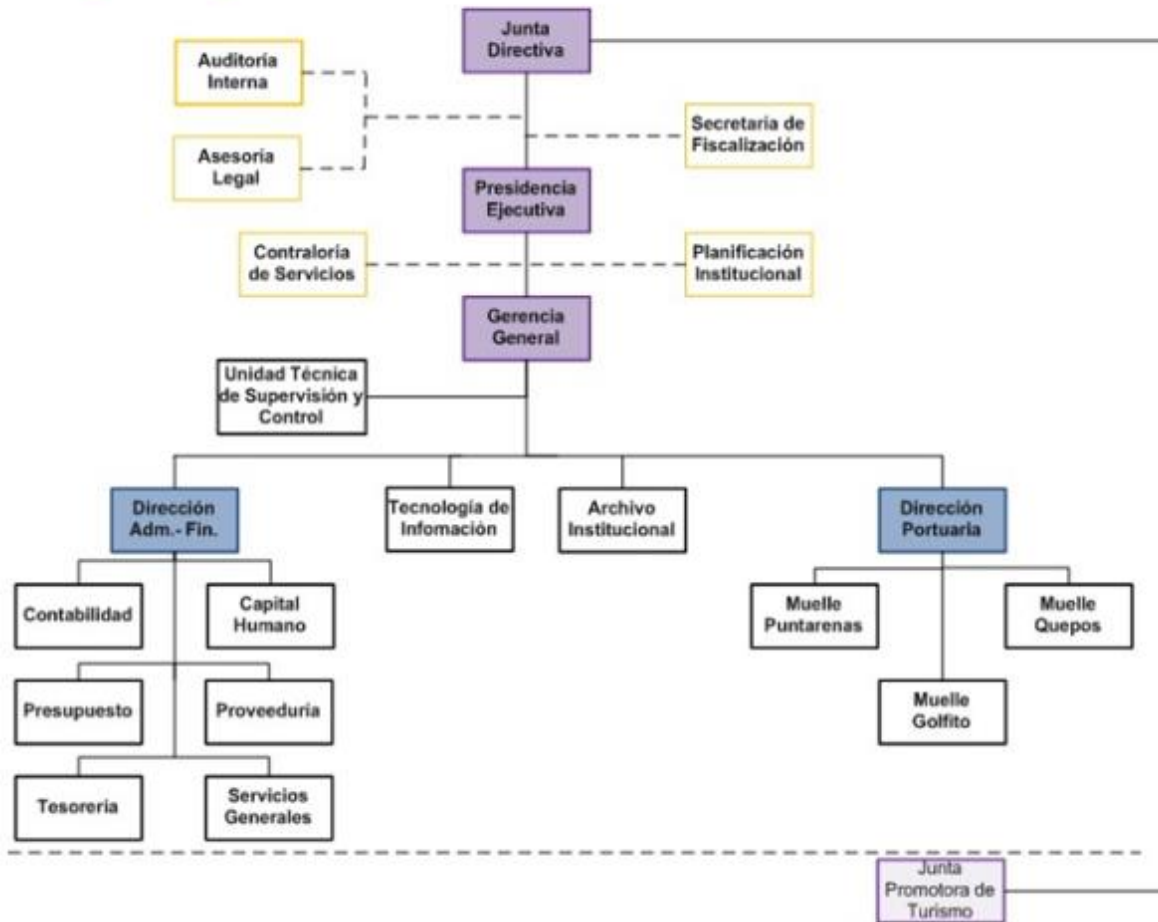 Junta
Directiva
Auditoría
Interna
Secretaría de
Fiscalización
Asesoría
Legal
Presidencia
Ejecutiva
Contraloría
de Servicios
Planificación
Institucional
Gerencia
General
Unidad Técnica
de Supervisión y
Control
Dirección
Adm.- Fin.
Tecnología de
Infomación
Archivo
Institucional
Dirección
Portuaria
Contabilidad
Capital
Humano
Muelle
Puntarenas
Muelle
Quepos
Presupuesto
Proveeduría
Muelle
Golfito
Tesorería
Servicios
Generales
Junta
Promotora de
Turismo